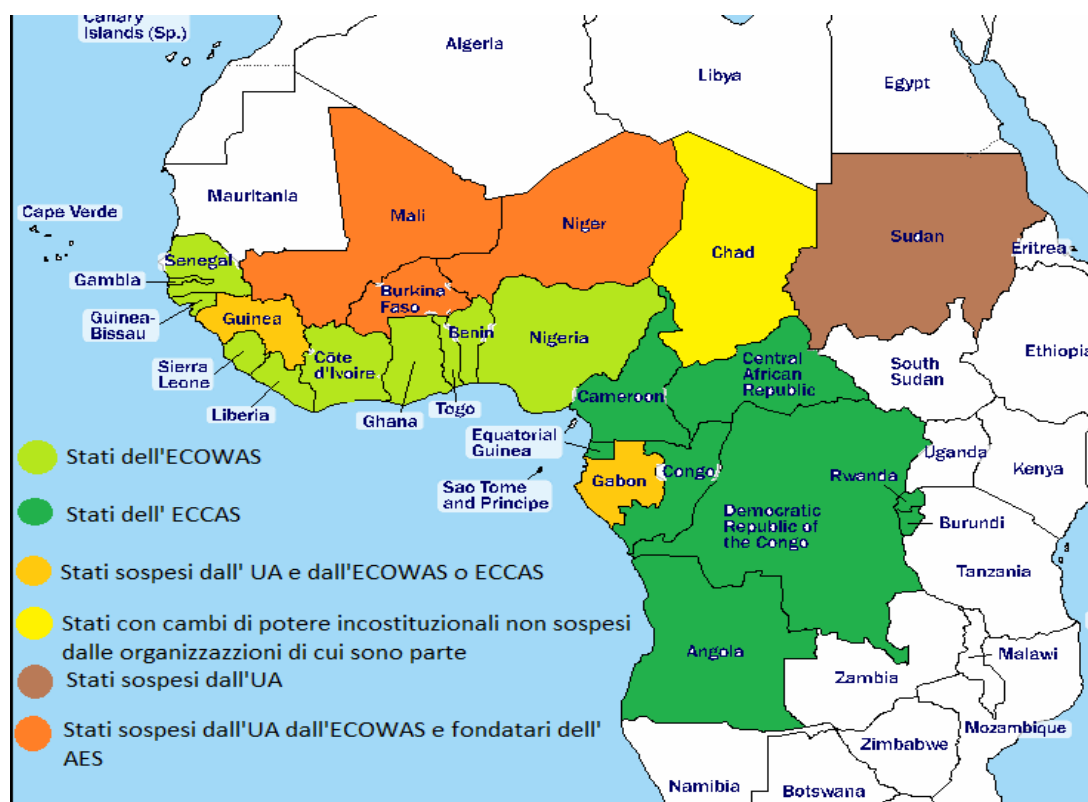 Canary
Islands (Sp.)
Algeria
Libya
Egypt
Mauritania
Cape Verde
Mali
Niger
Chad
Sudan
Eritrea
Senegal
Gambla
Guinea-
Bissau
Guinea
Burkina
Faso
Benin
Nigeria
Sierra
Leone
Côte
d'Ivoire
Liberia
Ghana
Togo
Central
African
Republic
South
Sudan
Ethiopia
Cameroon
Equatorial
Guinea
Sao Tome
and Principe
Gabon
Congo
Democratic
Republic of
the Congo
Rwanda
Uganda
Kenya
Burundi
Tanzania
Angola
Zambia
Malawi
Mozambique
Zimbabwe
Namibia
Botswana
Stati dell'ECOWAS
Stati dell' ECCAS
Stati sospesi dall' UA e dall'ECOWAS o ECCAS
Stati con cambi di potere incostituzionali non sospesi
dalle organizzazzioni di cui sono parte
Stati sospesi dall'UA
Stati sospesi dall'UA dall'ECOWAS e fondatari dell'
AES